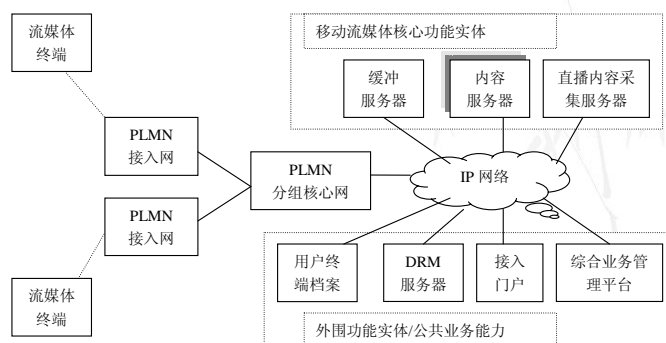 流媒体
终端
移动流媒体核心功能实体
缓冲
服务器
内容
服务器
直播内容采
集服务器
PLMN
接入网
PLMN
分组核心网
IP 网络
PLMN
接入网
流媒体
终端
用户终
端档案
DRM
服务器
接入
门户
综合业务管
理平台
外围功能实体/公共业务能力